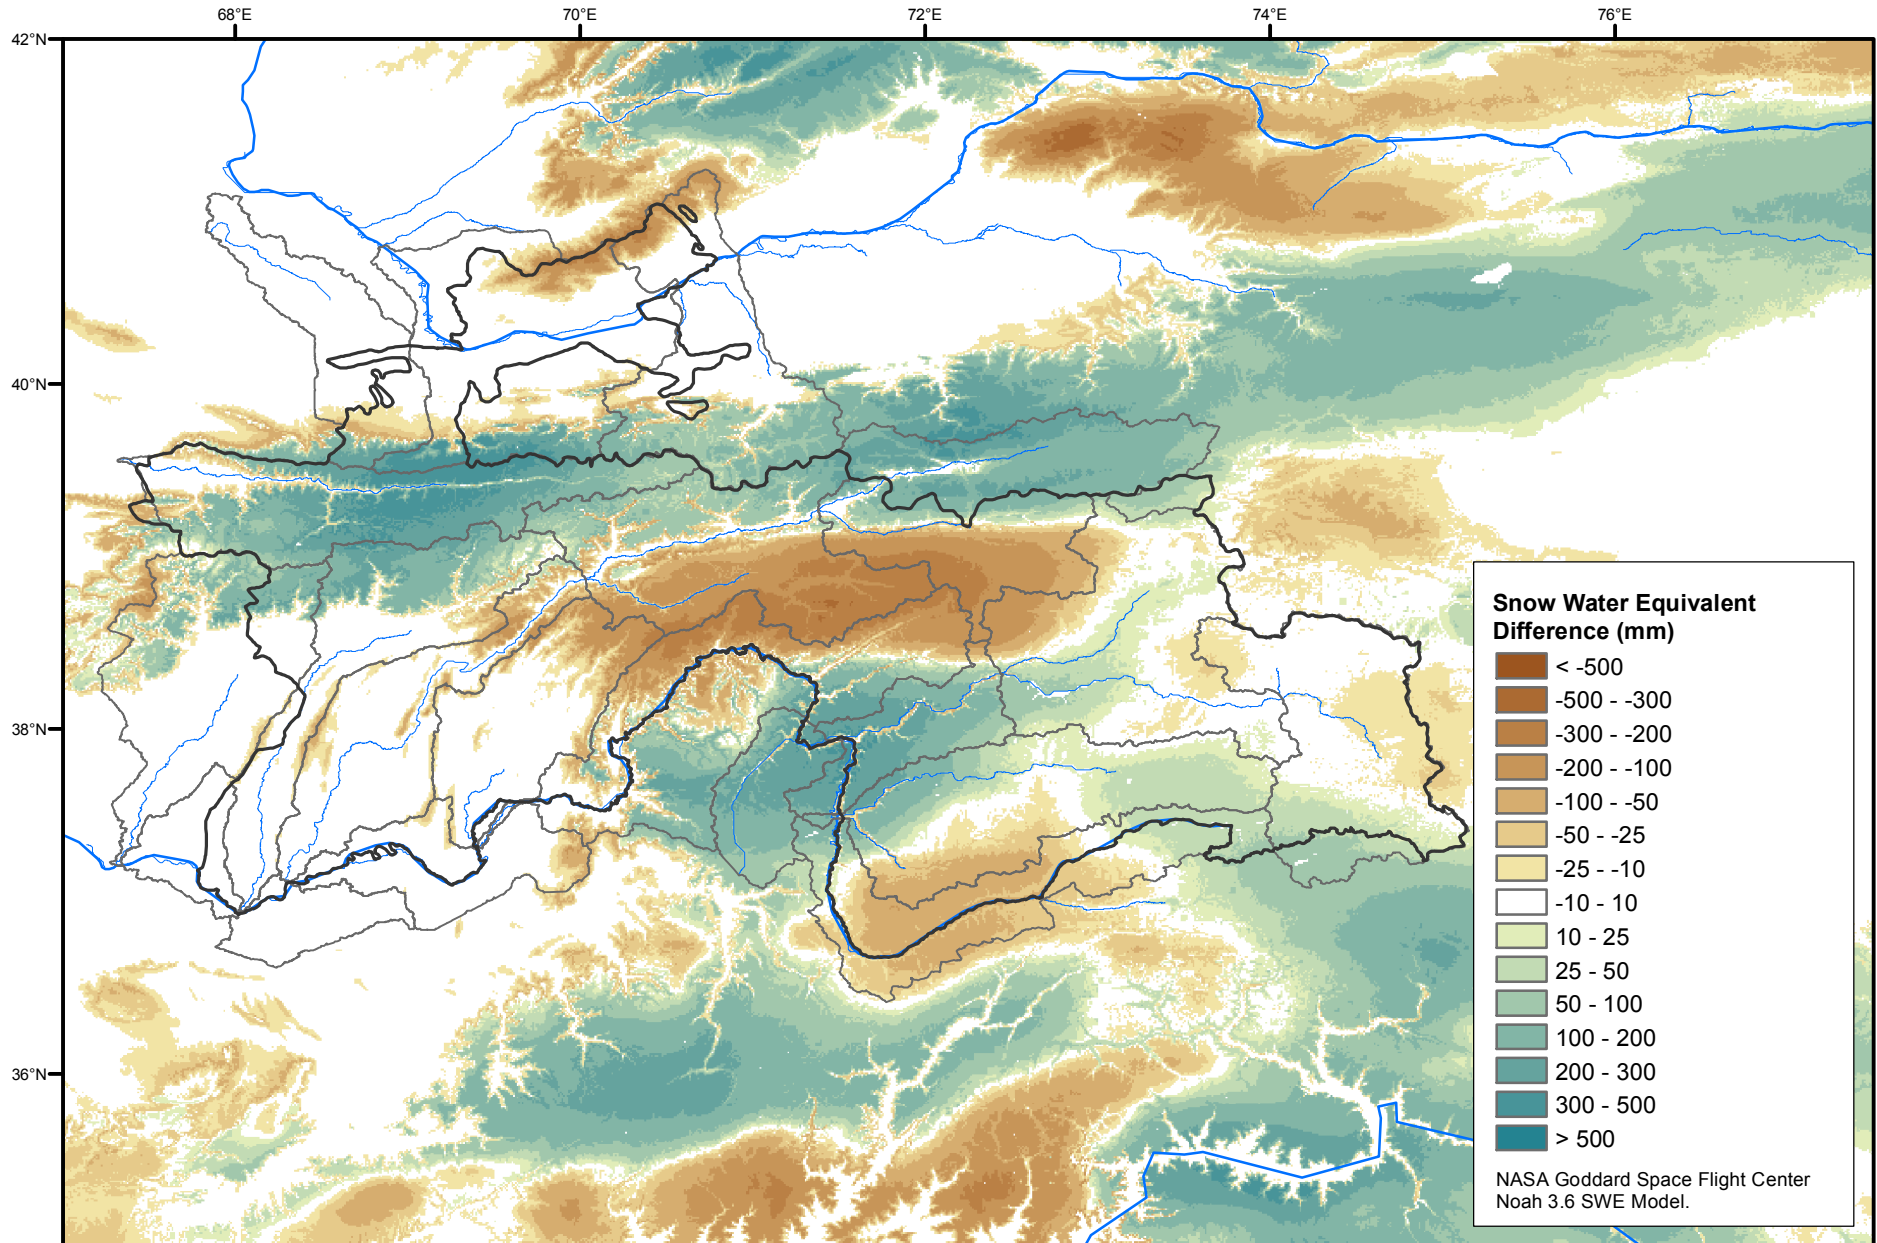 68°E 70°E 72°E 74°E 76°E
42°N
40°N
38°N
36°N
Snow Water Equivalent
Difference (mm)
< -500
-500 - -300
-300 - -200
-200 - -100
-100 - -50
-50 - -25
-25 - -10
-10 - 10
10 - 25
25 - 50
50 - 100
100 - 200
200 - 300
300 - 500
> 500
NASA Goddard Space Flight Center
Noah 3.6 SWE Model.